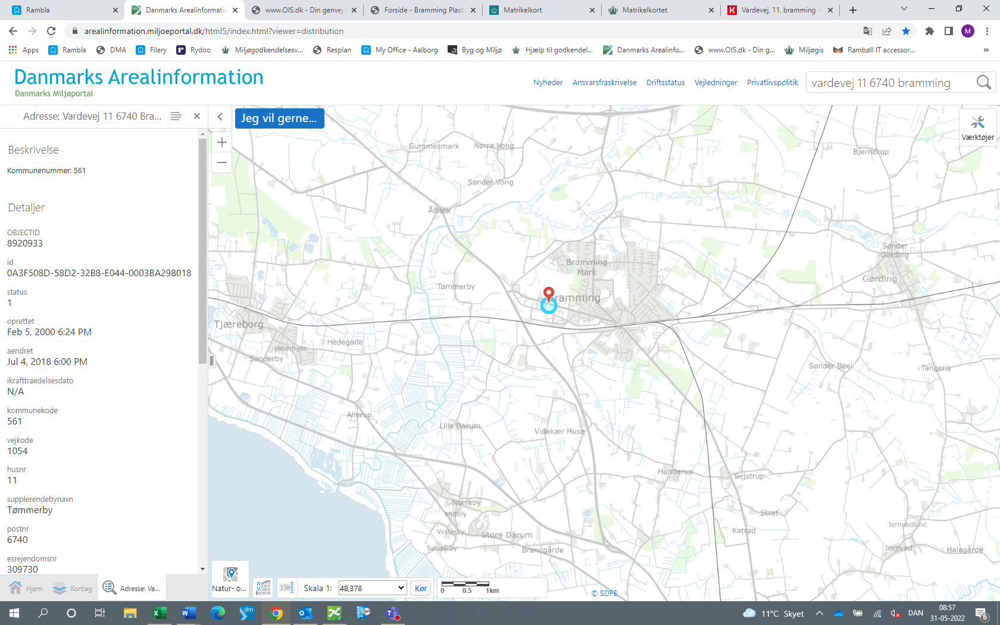 Rambla
Danmarks Arealinformatio
www.OIS.dk - Din genvej
Forside - Bramming Plast-
Matrikelkort
Matrikelkortet
Vardevej, 11, bramming -
arealinformation.miljoeportal.dk/html5/index.html?viewer=distribution
M
Apps
Rambla
DMA
Filery
Rydoo
Miljøgodkendelsesv...
Resplan
My Office - Aalborg
Byg og Miljø
Hjælp til godkendel...
Danmarks Arealinfo...
www.OIS.dk - Din g...
Miljøgis
Rambøll IT accessor...
»
Danmarks Arealinformation
Danmarks Miljøportal
Nyheder
Ansvarsfraskrivelse
Driftsstatus
Vejledninger
Privatlivspolitik
vardevej 11 6740 bramming
Adresse: Vardevej 11 6740 Bra...
Jeg vil gerne...
Værktøjer
Beskrivelse
Kommunenummer: 561
Detaljer
OBJECTID
8920933
id
0A3F508D-58D2-32B8-E044-0003BA298018
status
1
oprettet
Feb 5, 2000 6:24 PM
aendret
Jul 4, 2018 6:00 PM
ikrafttraedelsesdato
N/A
kommunekode
561
vejkode
1054
husnr
11
supplerendebynavn
Tømmerby
postnr
6740
esrejendomsnr
309730
Hjem
Kortlag
Adresse: Va...
Gummesmark
Nørre Vong
Bjerndrup
Sønder Vong
Ålbæk
Sønder
Gørding
Bramming
Mark
Gørding
Tømmerby
ramming
Tjæreborg
Hedegade
Østerbyen
Sønderby
Sønder Bøel
Tangeris
Allerup
Lille Darum
Videkær Huse
Hunderup
Sejstrup
Nørreby
Midtby
Strat
Vesterby
Katrad
Jernvedlund
Store Darum
Sønderby
Brandgårde
Jernved
Halegårde
Natur- o...
1:500
Skala 1:
48,378
Kør
0 0.5 1km
© SDFE
dm
11°C Skyet
DAN
08:57
31-05-2022
6